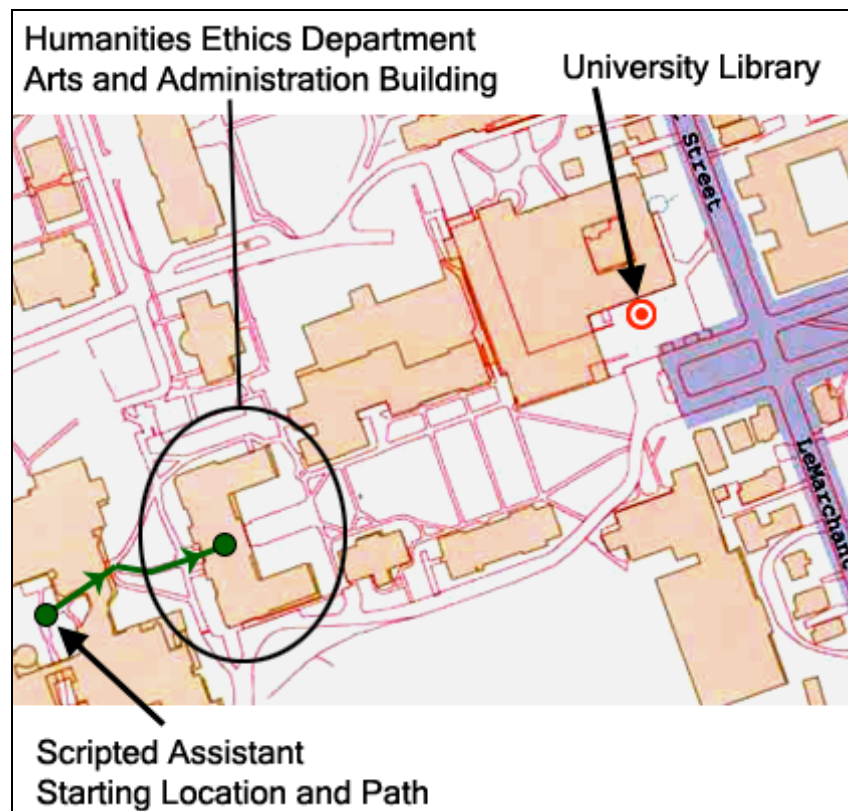 Humanities Ethics Department
Arts and Administration Building
University Library
Street
LeMarchant
Scripted Assistant
Starting Location and Path